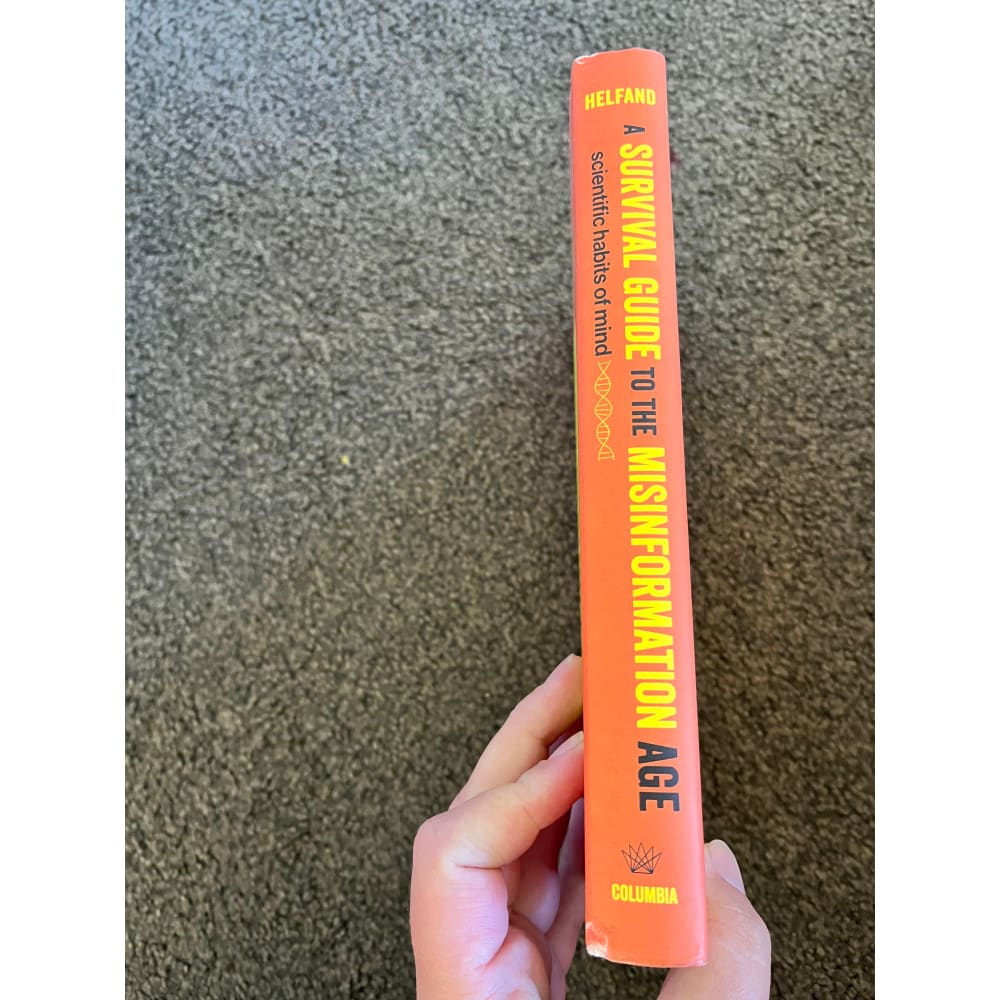 HELFAND
A SURVIVAL GUIDE TO THE MISINFORMATION AGE
scientific habits of mind
COLUMBIA